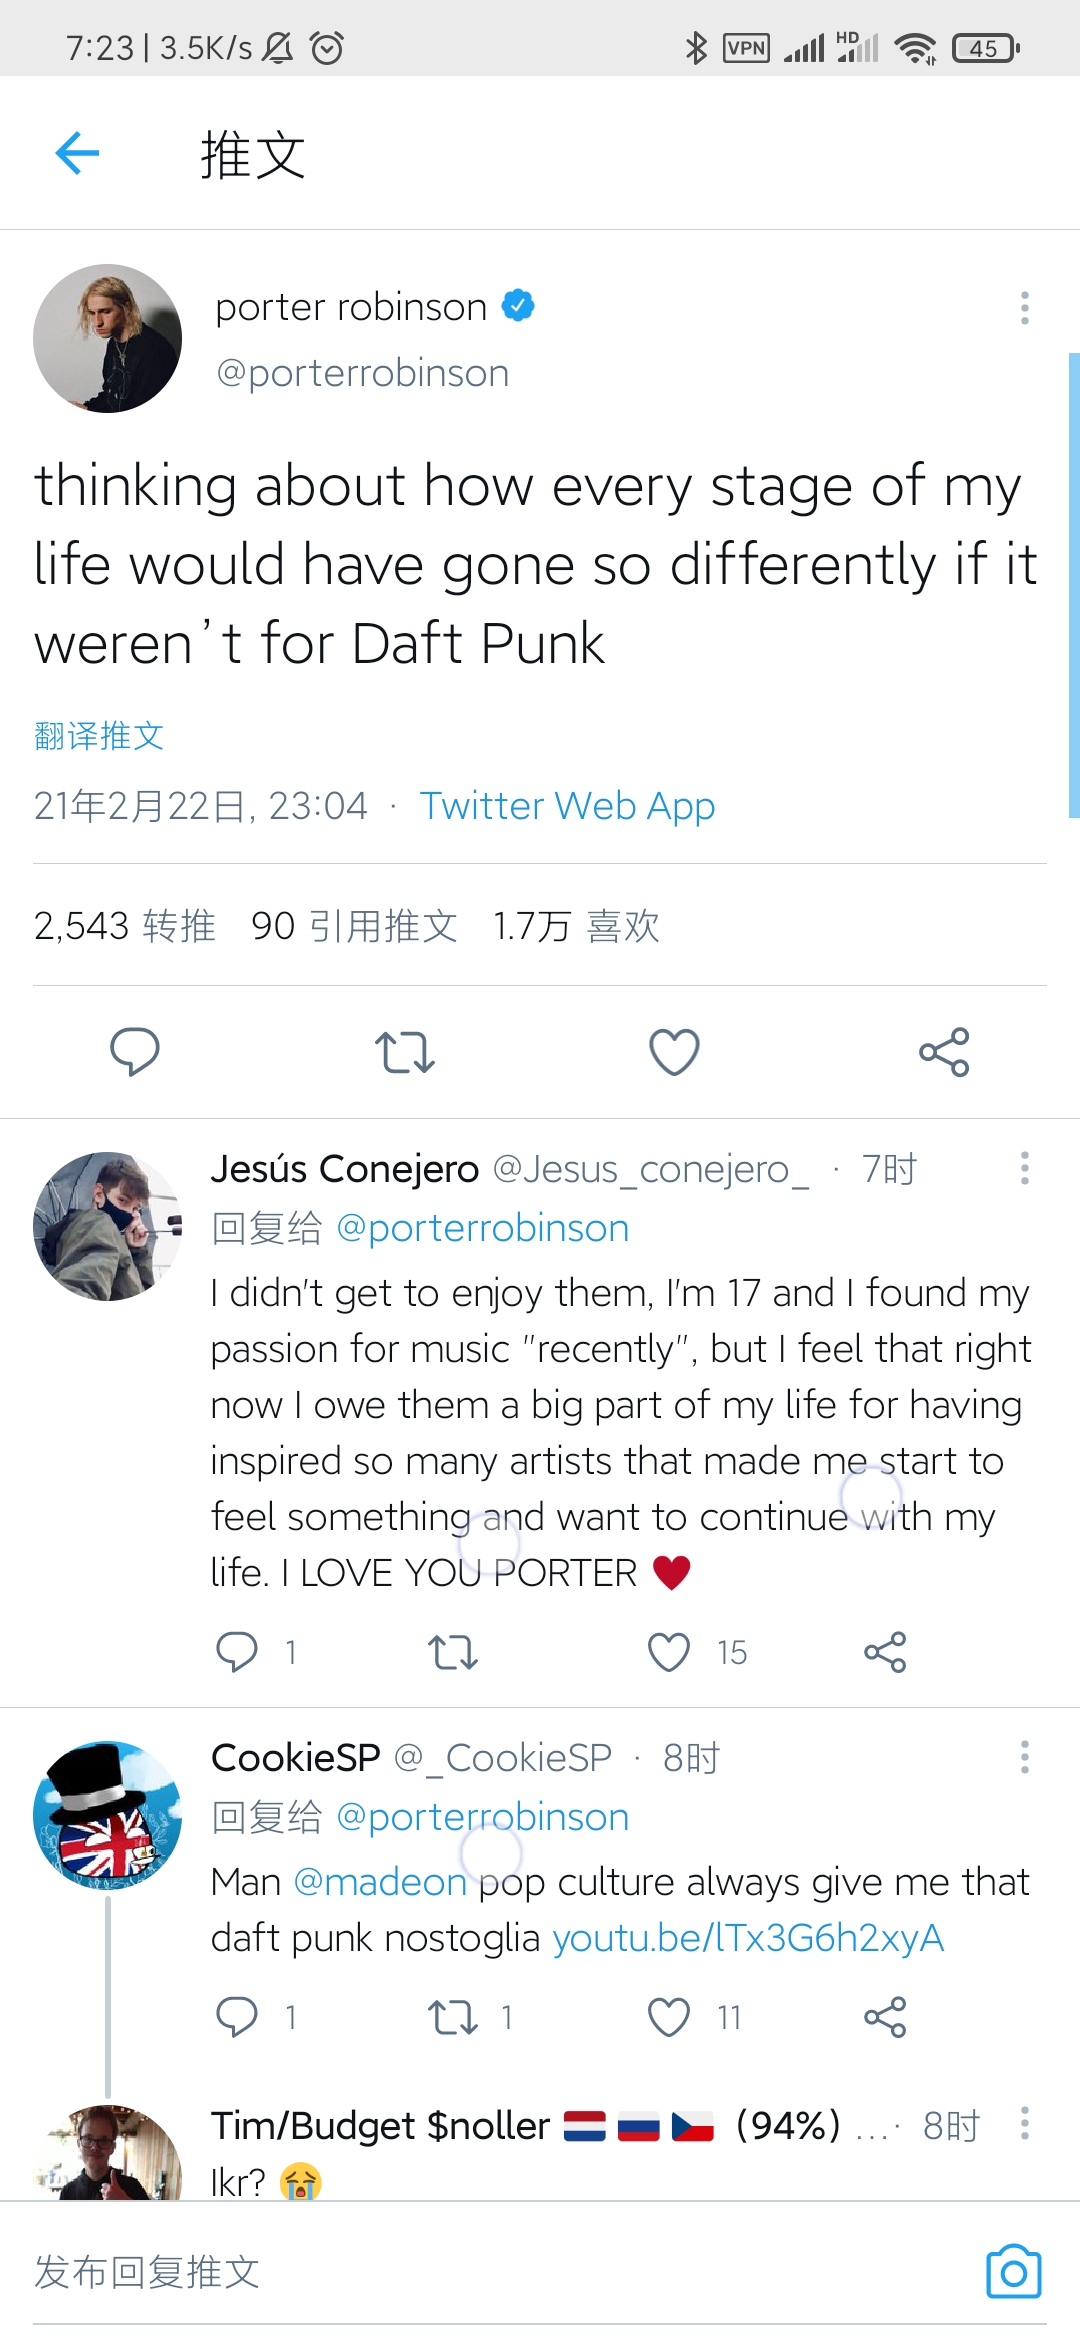 7:23 | 3.5K/s
VPN HD 45
推文
porter robinson
@porterrobinson
thinking about how every stage of my
life would have gone so differently if it
weren't for Daft Punk
翻译推文
21年2月22日, 23:04 · Twitter Web App
2,543 转推 90 引用推文 1.7万 喜欢
Jesús Conejero @Jesus_conejero_ · 7时
回复给 @porterrobinson
I didn't get to enjoy them, I'm 17 and I found my
passion for music "recently", but I feel that right
now I owe them a big part of my life for having
inspired so many artists that made me start to
feel something and want to continue with my
life. I LOVE YOU PORTER ♥
1 15
CookieSP @_CookieSP · 8时
回复给 @porterrobinson
Man @madeon pop culture always give me that
daft punk nostoglia youtu.be/lTx3G6h2xyA
1 1 11
Tim/Budget $noller 🇳🇱 🇷🇺 🇨🇿 (94%) ... · 8时
Ikr? 😭
发布回复推文